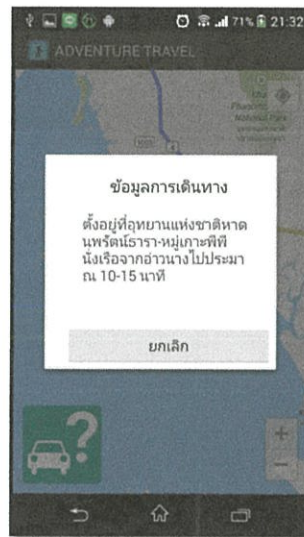 71% 21:32
ADVENTURE TRAVEL
ข้อมูลการเดินทาง
ตั้งอยู่ที่อุทยานแห่งชาติหาด
นพรัตน์ธารา-หมู่เกาะพีพี
นั่งเรือจากอ่าวนางไปประมา
ณ 10-15 นาที
ยกเลิก